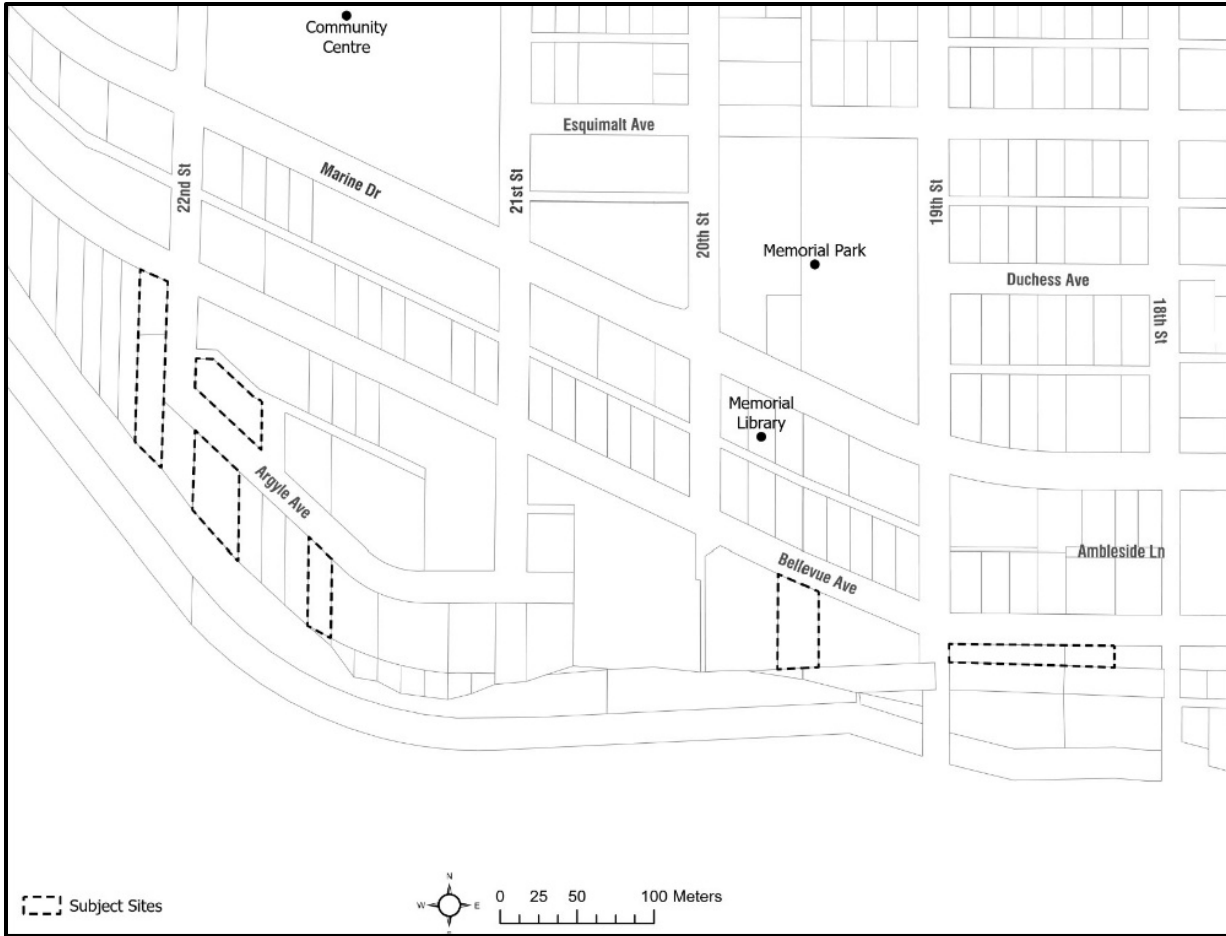 Community
Centre
Esquimalt Ave
Marine Dr
22nd St
21st St
20th St
19th St
Memorial Park
Duchess Ave
18th St
Memorial
Library
Argyle Ave
Bellevue Ave
Ambleside Ln
Subject Sites
N
W
E
0 25 50 100 Meters